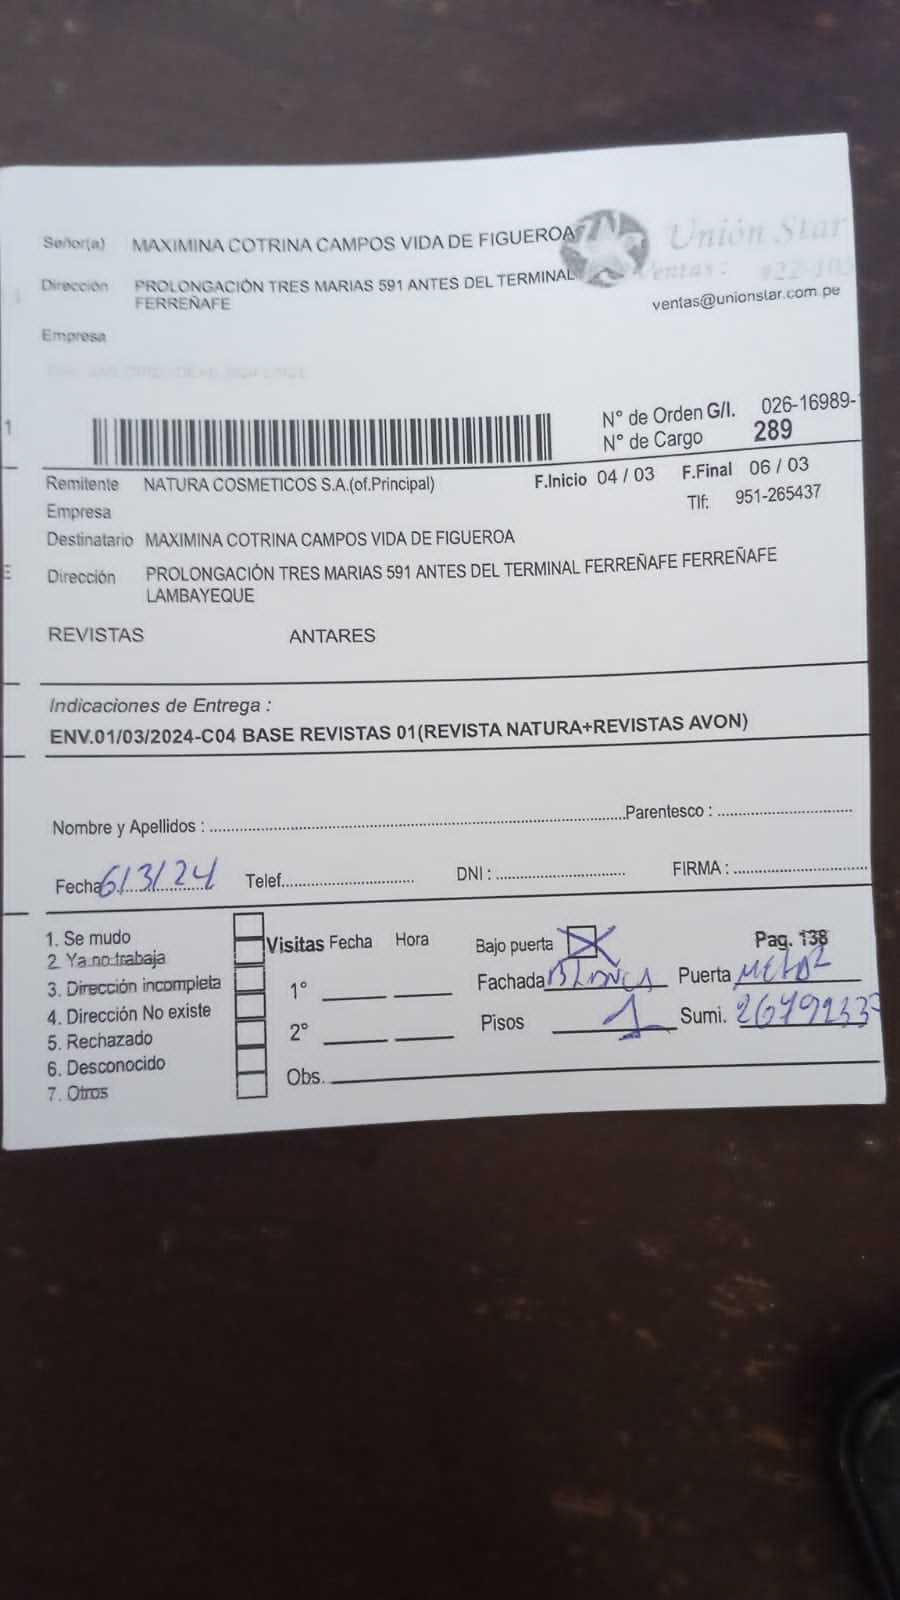 Señor(a) MAXIMINA COTRINA CAMPOS VIDA DE FIGUEROA
Unión Star
Dirección PROLONGACIÓN TRES MARIAS 591 ANTES DEL TERMINAL
FERREÑAFE
Ventas: 922-103
ventas@unionstar.com.pe
Empresa
N° de Orden G/I. 026-16989-
N° de Cargo 289
Remitente NATURA COSMETICOS S.A.(of.Principal) F.Inicio 04 / 03 F.Final 06 / 03
Empresa Tlf: 951-265437
Destinatario MAXIMINA COTRINA CAMPOS VIDA DE FIGUEROA
Dirección PROLONGACIÓN TRES MARIAS 591 ANTES DEL TERMINAL FERREÑAFE FERREÑAFE
LAMBAYEQUE
REVISTAS ANTARES
Indicaciones de Entrega :
ENV.01/03/2024-C04 BASE REVISTAS 01(REVISTA NATURA+REVISTAS AVON)
Nombre y Apellidos : Parentesco :
Fecha 6/3/24 Telef. DNI : FIRMA :
1. Se mudo
2. Ya no trabaja
3. Dirección incompleta
4. Dirección No existe
5. Rechazado
6. Desconocido
7. Otros
Visitas Fecha Hora
1°
2°
Obs.
Bajo puerta X Pag. 138
Fachada BLANCA Puerta METAL
Pisos 1 Sumi. 26792333